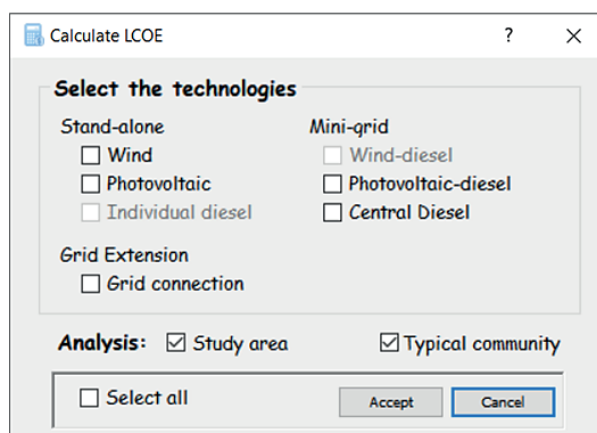 Calculate LCOE ?
Select the technologies
Stand-alone Mini-grid
Wind Wind-diesel
Photovoltaic Photovoltaic-diesel
Individual diesel Central Diesel
Grid Extension
Grid connection
Analysis: Study area Typical community
Select all Accept Cancel